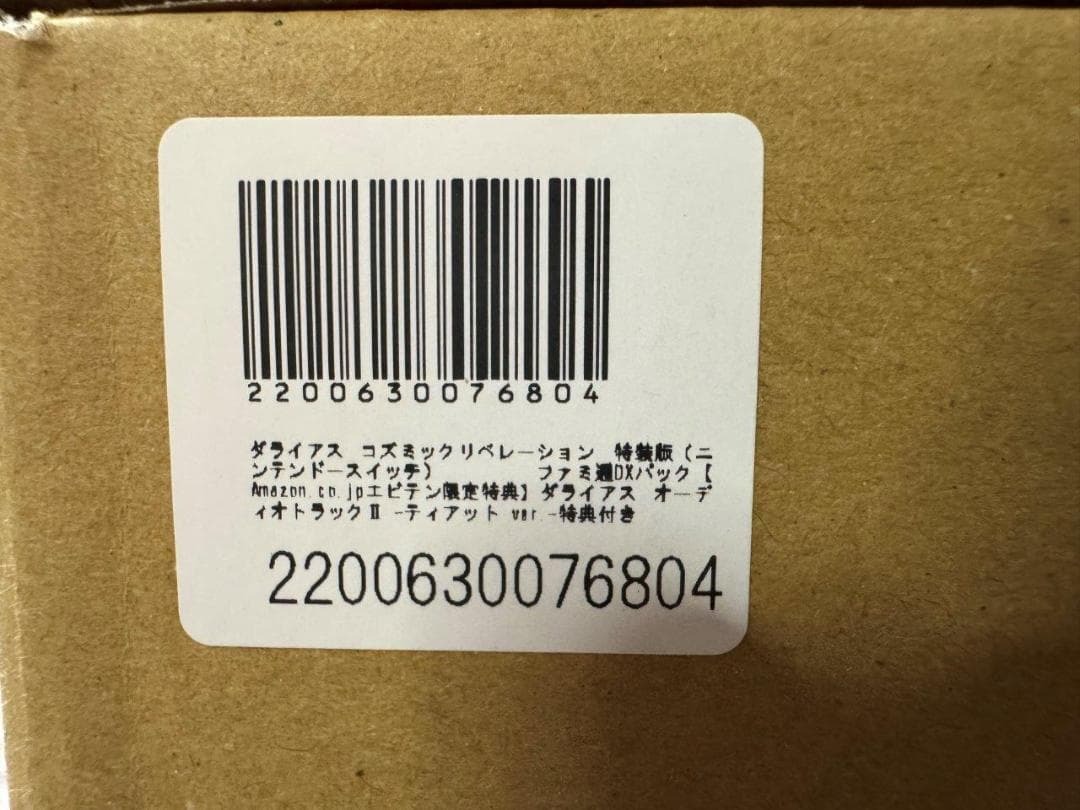 2200630076804
ダライアス コズミックリベレーション 特装版（ニ
ンテンドースイッチ） ファミ通DXパック【
Amazon.co.jpエビテン限定特典】ダライアス オーデ
ィオトラックⅡ -ティアット ver.-特典付き
2200630076804